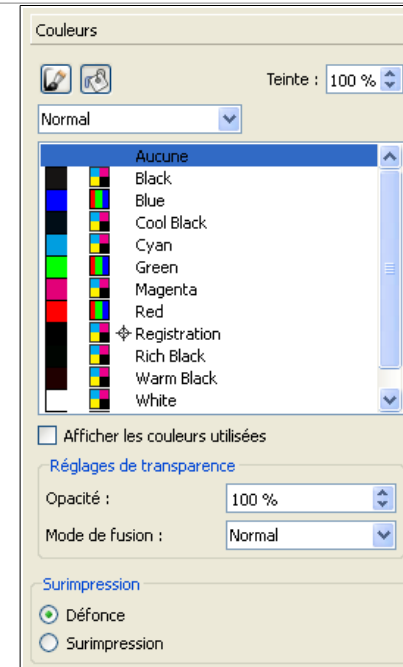 Couleurs
Teinte : 100 %
Normal
Aucune
Black
Blue
Cool Black
Cyan
Green
Magenta
Red
Registration
Rich Black
Warm Black
White
Afficher les couleurs utilisées
Réglages de transparence
Opacité : 100 %
Mode de fusion : Normal
Surimpression
Défonce
Surimpression